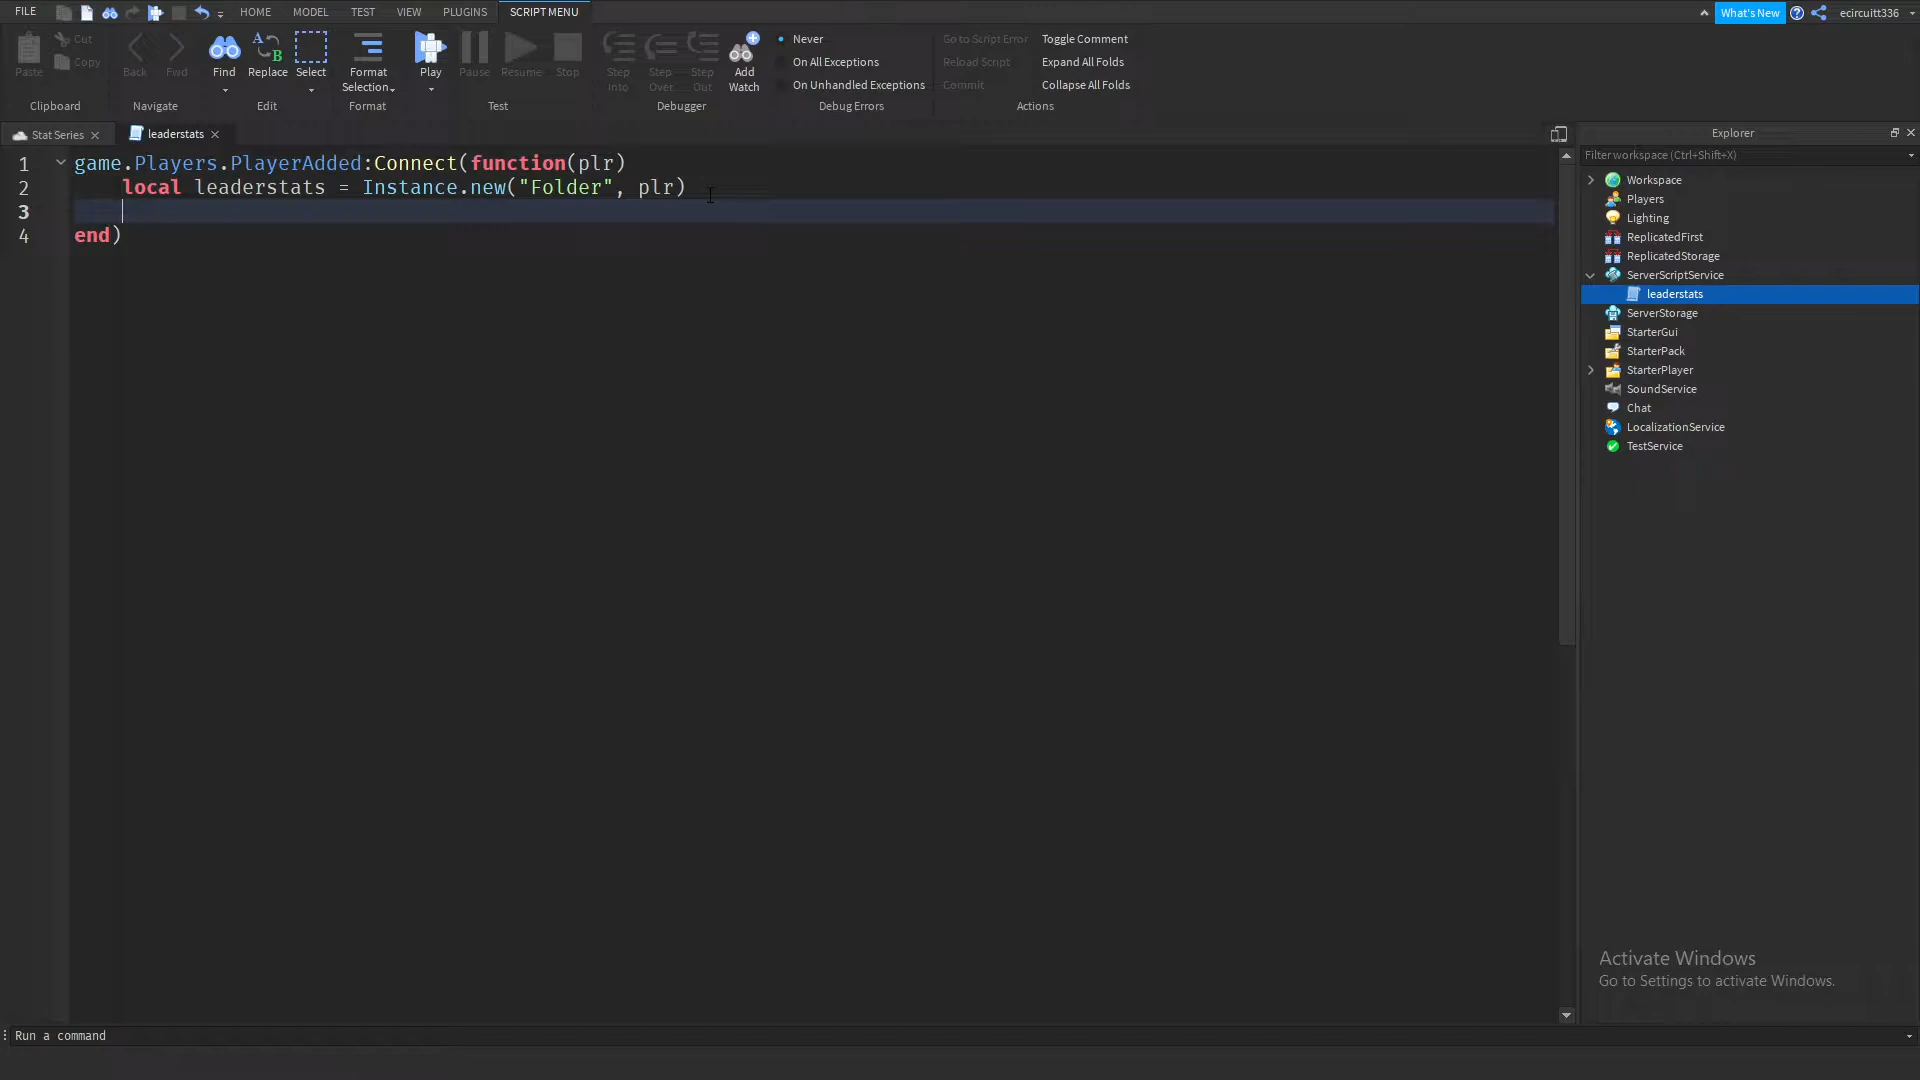 FILE HOME MODEL TEST VIEW PLUGINS SCRIPT MENU What's New ecircuitt336
Paste Cut Copy
Clipboard
Back Fwd
Navigate
Find Replace Select
Edit
Format Selection
Format
Play Pause Resume Stop
Test
Step Into Step Over Step Out Add Watch
Debugger
Never
On All Exceptions
On Unhandled Exceptions
Debug Errors
Go to Script Error Toggle Comment
Reload Script Expand All Folds
Commit Collapse All Folds
Actions
Stat Series leaderstats
1 game.Players.PlayerAdded:Connect(function(plr)
2 local leaderstats = Instance.new("Folder", plr)
3
4 end)
Explorer
Filter workspace (Ctrl+Shift+X)
Workspace
Players
Lighting
ReplicatedFirst
ReplicatedStorage
ServerScriptService
leaderstats
ServerStorage
StarterGui
StarterPack
StarterPlayer
SoundService
Chat
LocalizationService
TestService
Activate Windows
Go to Settings to activate Windows.
Run a command